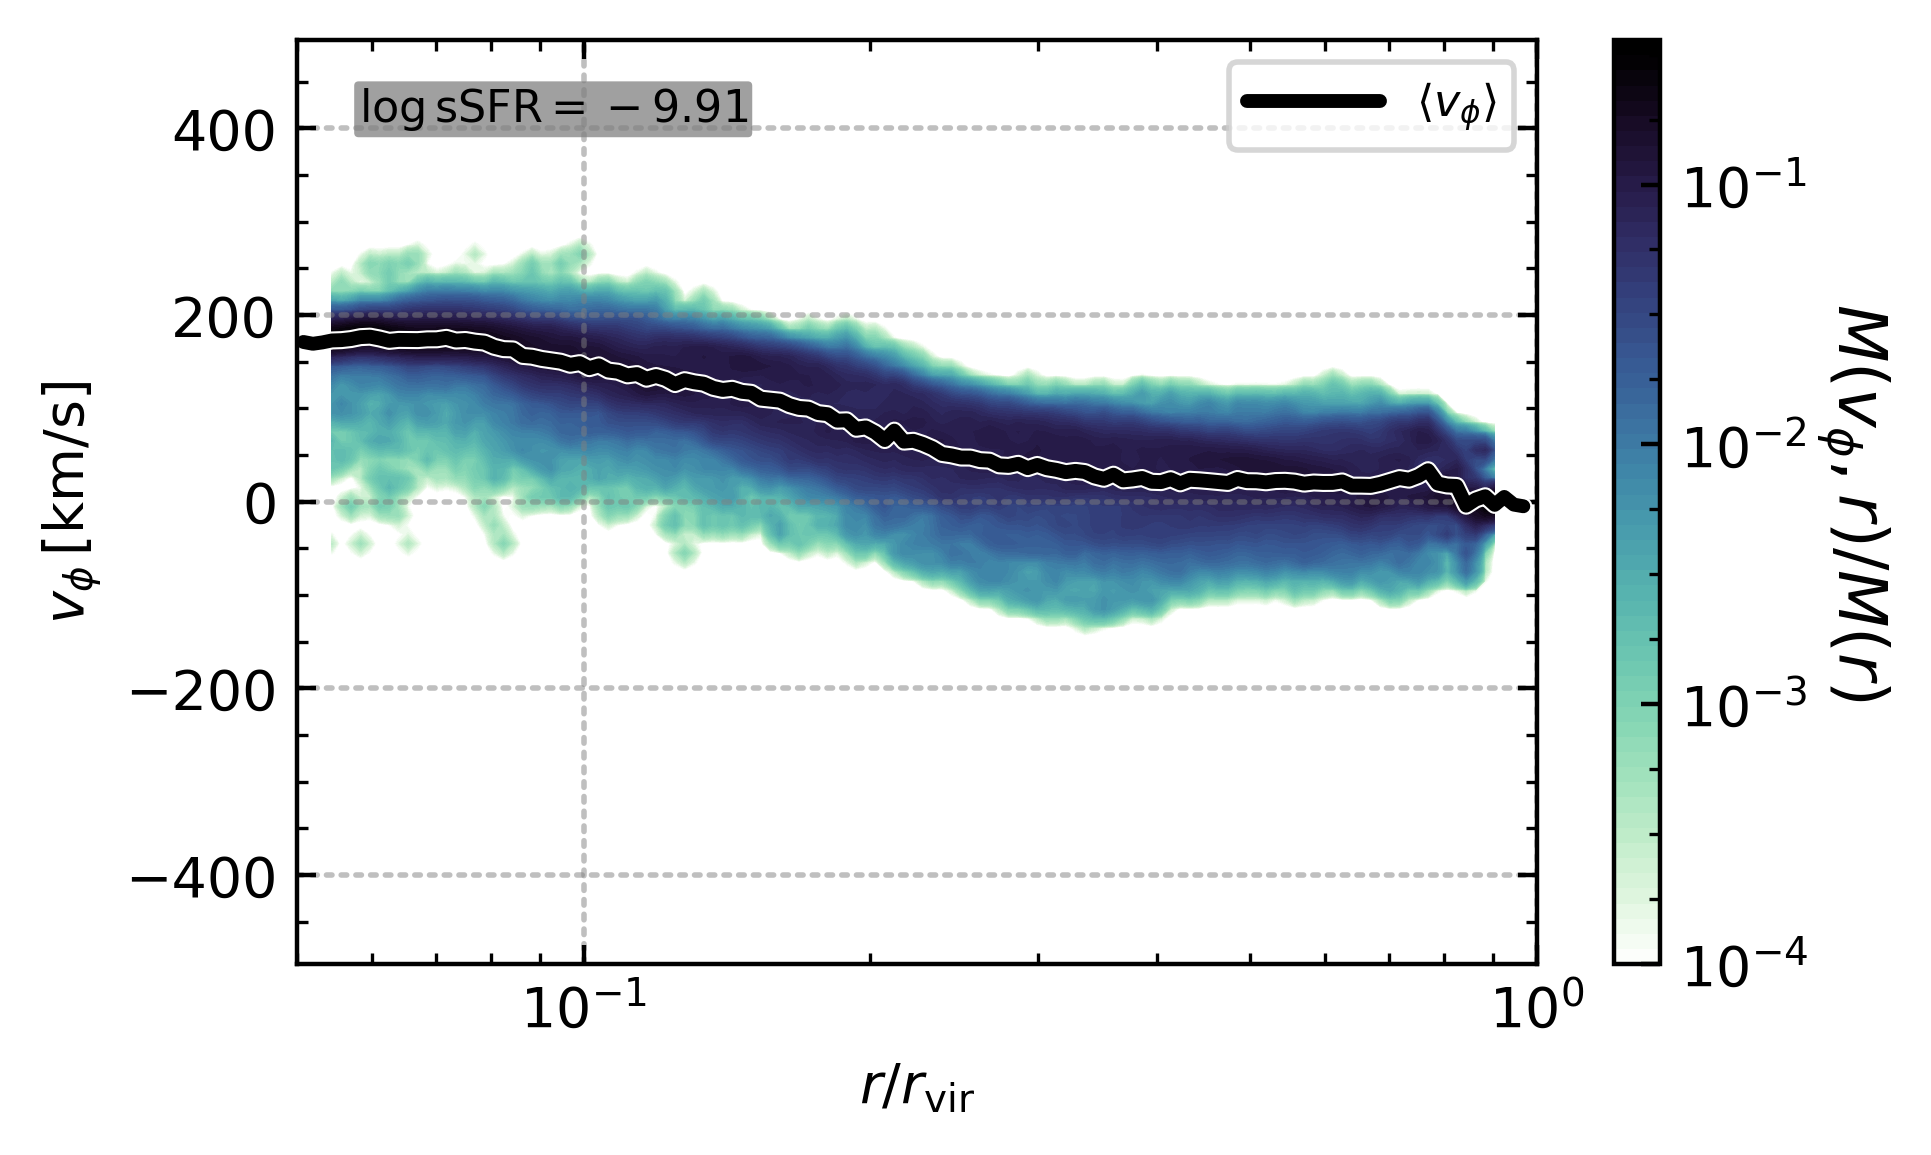 log sSFR = − 9.91
⟨v_ϕ⟩
400
200
0
−200
−400
v_ϕ [km/s]
10^−1
10^0
r/r_vir
10^−1
10^−2
10^−3
10^−4
M(v_ϕ, r)/M(r)